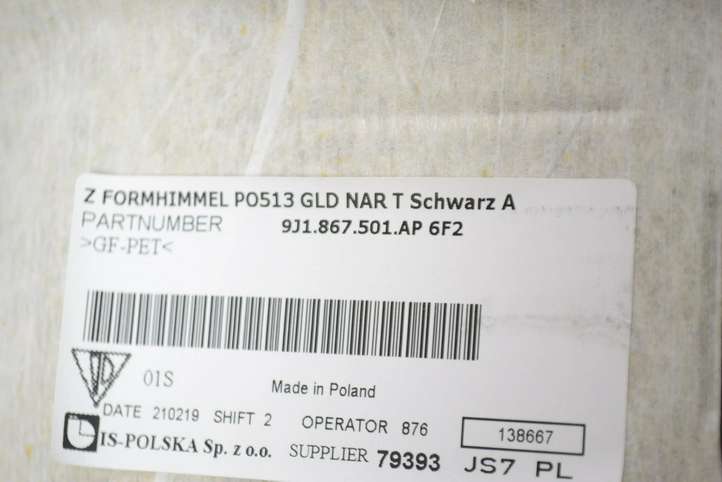 Z FORMHIMMEL PO513 GLD NAR T Schwarz A
PARTNUMBER 9J1.867.501.AP 6F2
>GF-PET<
01S Made in Poland
DATE 210219 SHIFT 2 OPERATOR 876 138667
IS-POLSKA Sp. z o.o. SUPPLIER 79393 JS7 PL